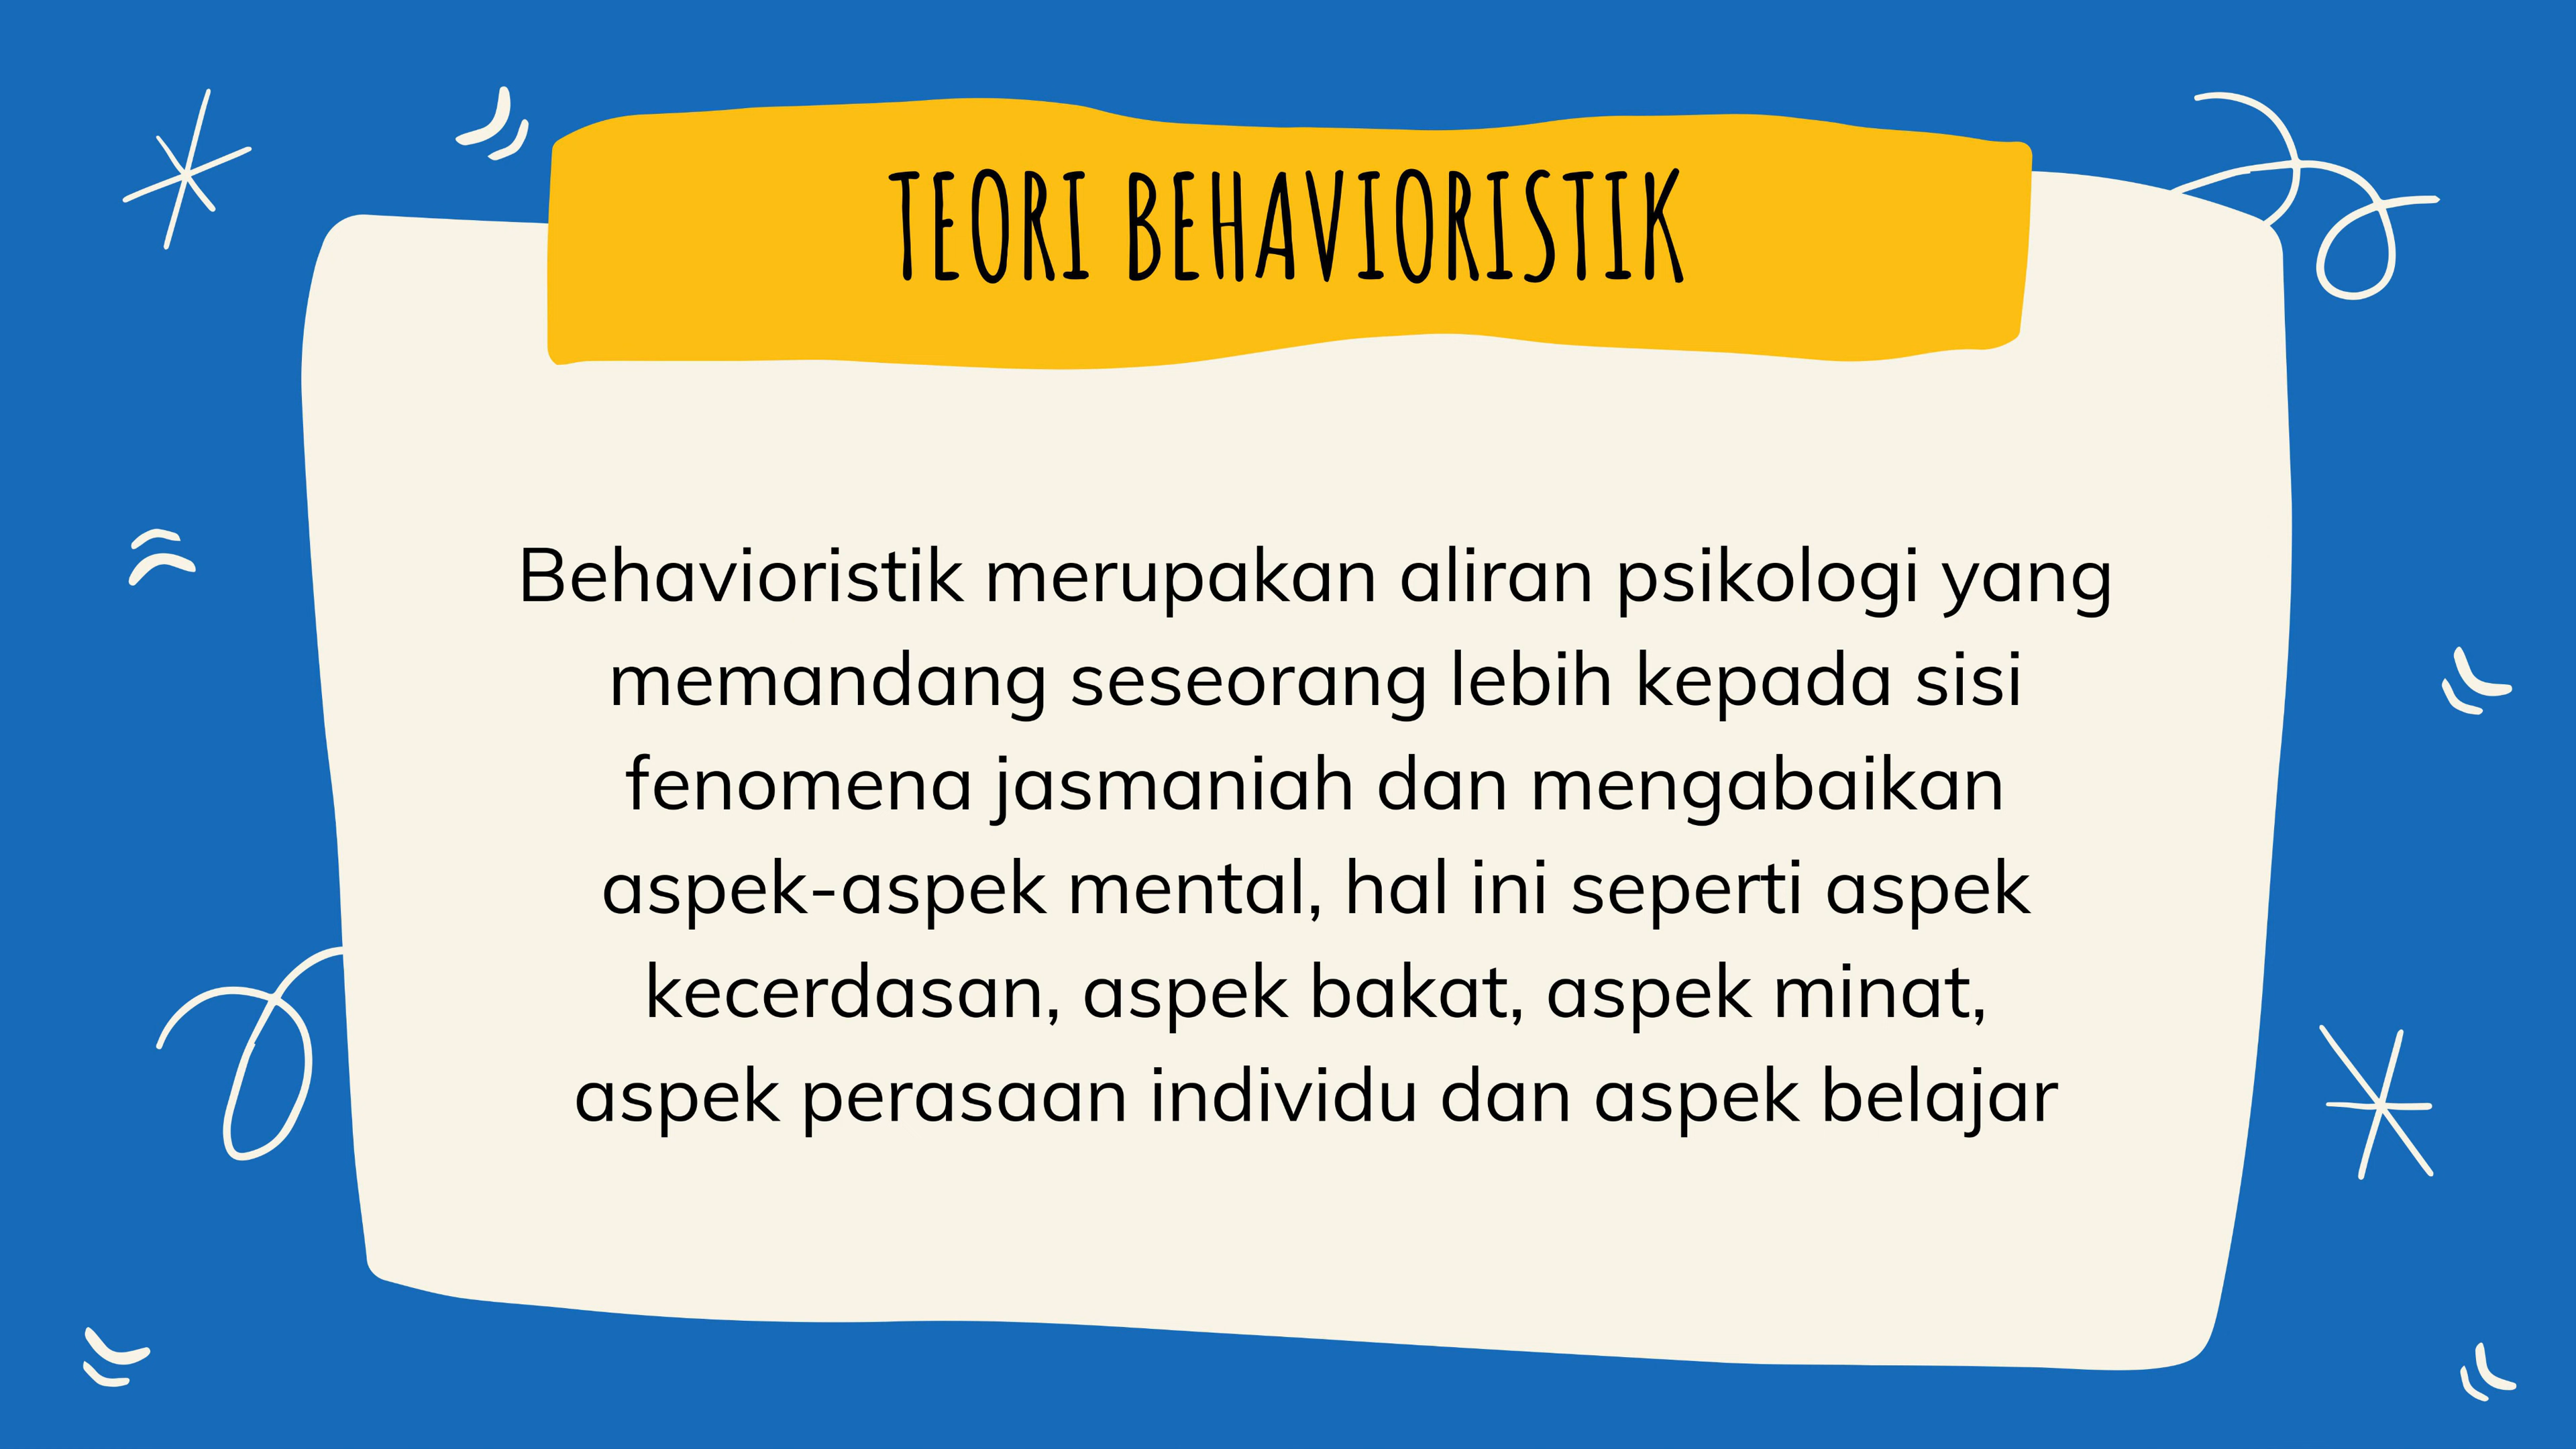 TEORI BEHAVIORISTIK
Behavioristik merupakan aliran psikologi yang
memandang seseorang lebih kepada sisi
fenomena jasmaniah dan mengabaikan
aspek-aspek mental, hal ini seperti aspek
kecerdasan, aspek bakat, aspek minat,
aspek perasaan individu dan aspek belajar